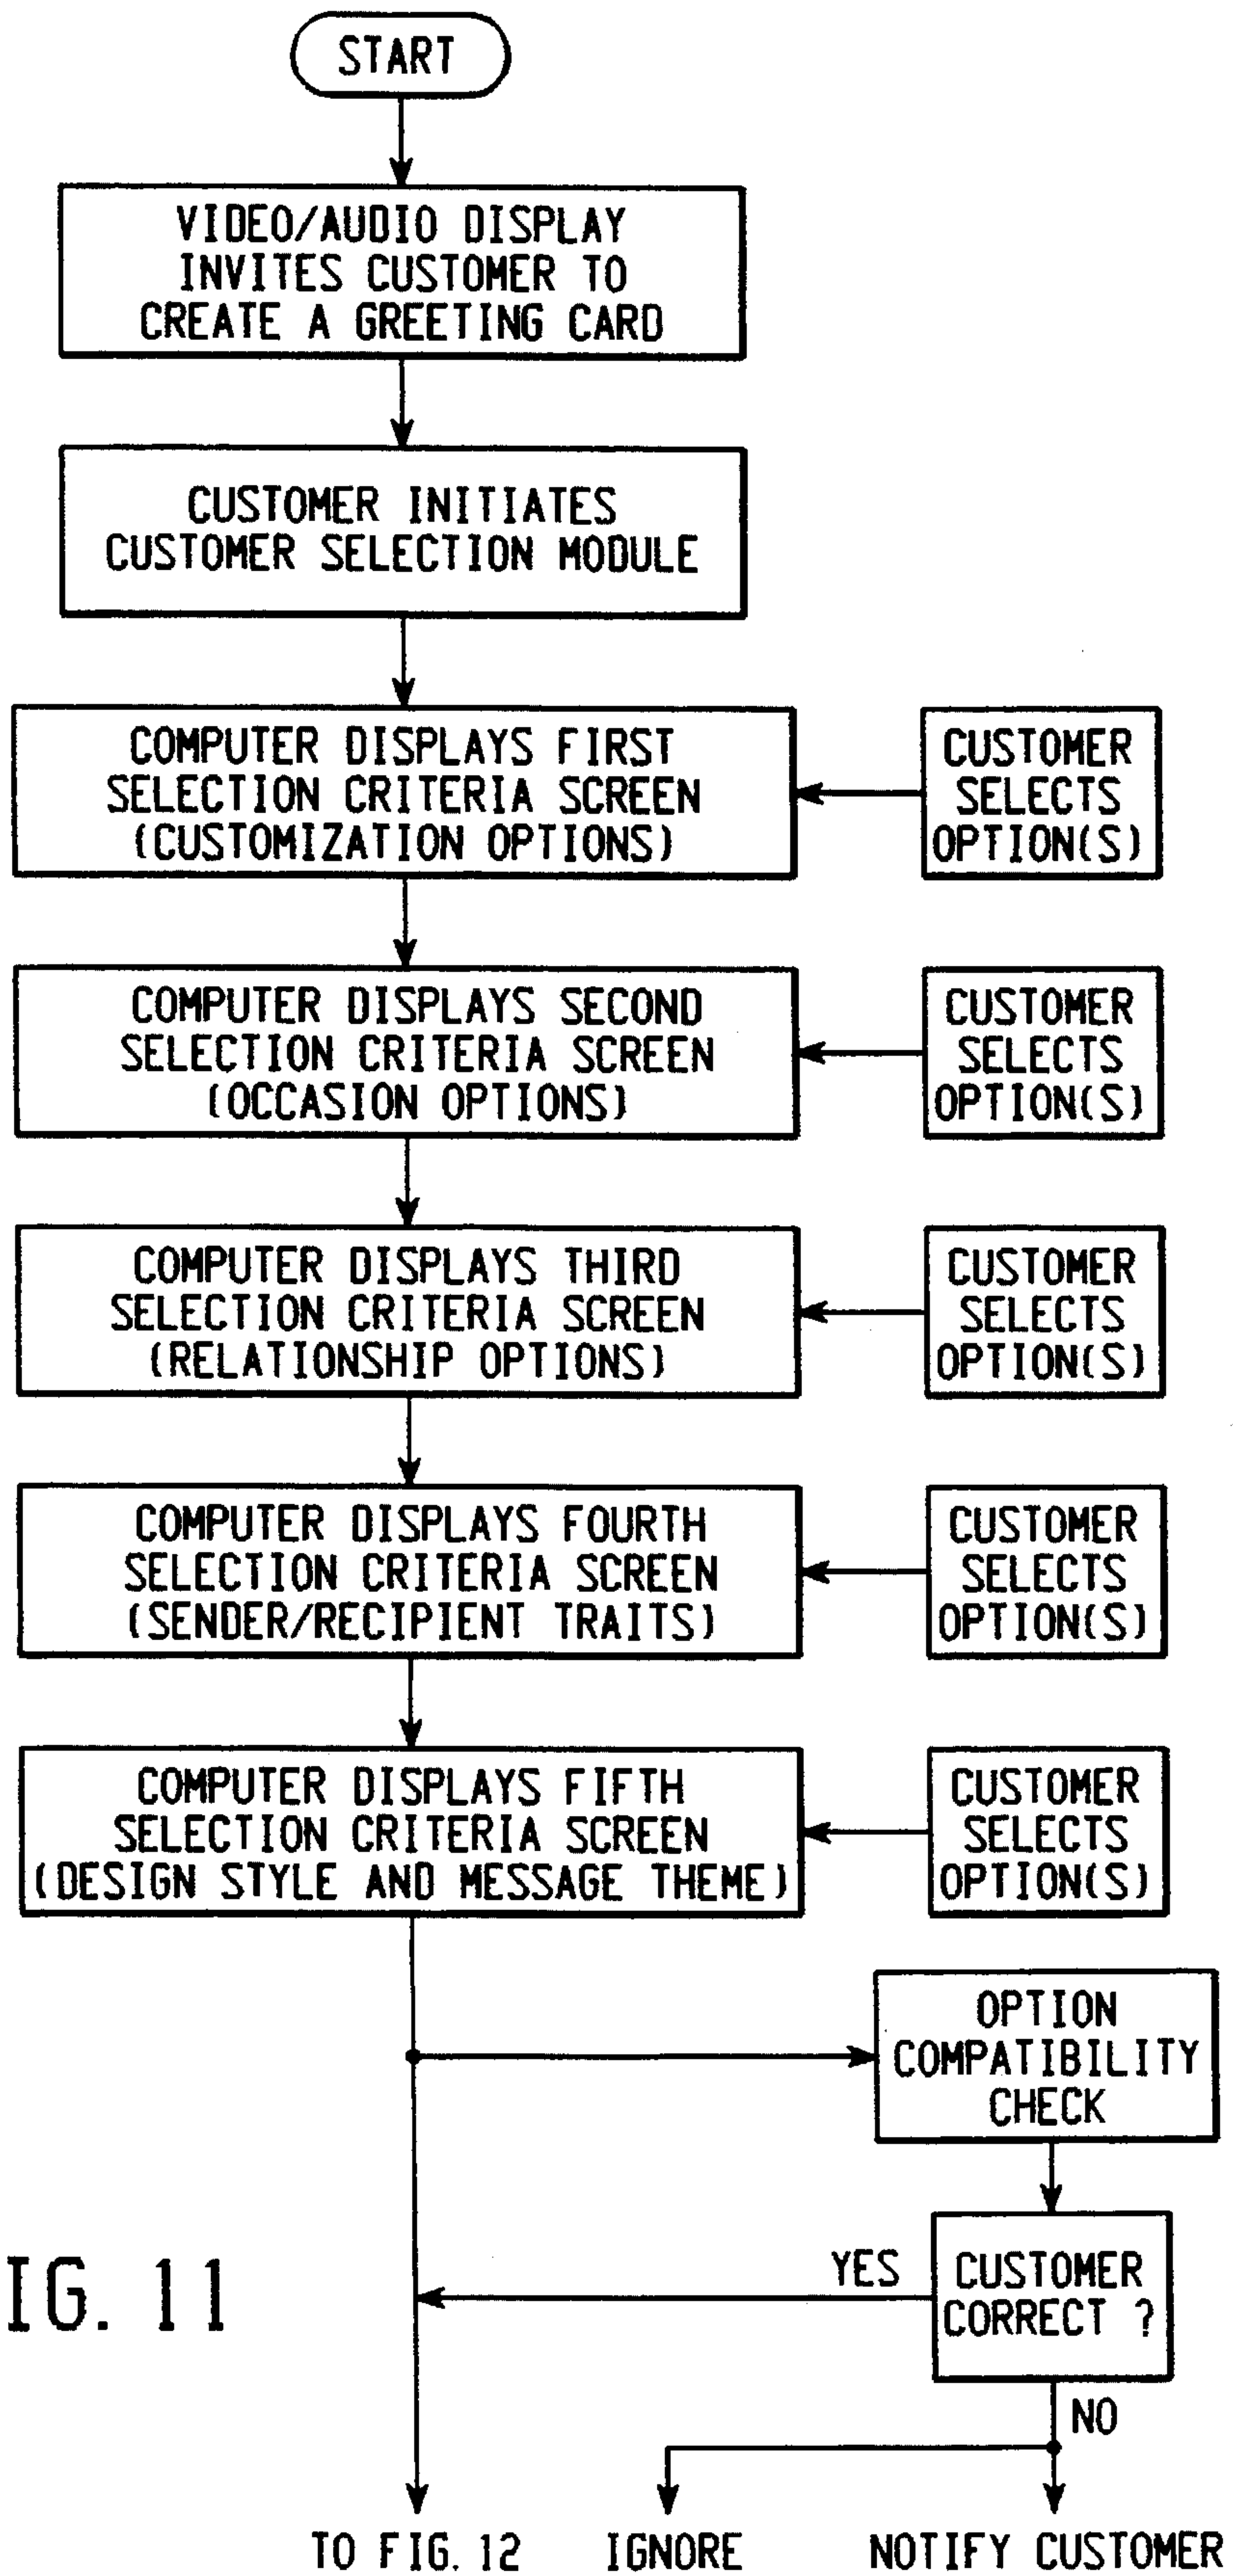 START
VIDEO/AUDIO DISPLAY
INVITES CUSTOMER TO
CREATE A GREETING CARD
CUSTOMER INITIATES
CUSTOMER SELECTION MODULE
COMPUTER DISPLAYS FIRST
SELECTION CRITERIA SCREEN
(CUSTOMIZATION OPTIONS)
CUSTOMER
SELECTS
OPTION(S)
COMPUTER DISPLAYS SECOND
SELECTION CRITERIA SCREEN
(OCCASION OPTIONS)
CUSTOMER
SELECTS
OPTION(S)
COMPUTER DISPLAYS THIRD
SELECTION CRITERIA SCREEN
(RELATIONSHIP OPTIONS)
CUSTOMER
SELECTS
OPTION(S)
COMPUTER DISPLAYS FOURTH
SELECTION CRITERIA SCREEN
(SENDER/RECIPIENT TRAITS)
CUSTOMER
SELECTS
OPTION(S)
COMPUTER DISPLAYS FIFTH
SELECTION CRITERIA SCREEN
(DESIGN STYLE AND MESSAGE THEME)
CUSTOMER
SELECTS
OPTION(S)
OPTION
COMPATIBILITY
CHECK
YES
CUSTOMER
CORRECT ?
IG. 11
NO
TO FIG. 12
IGNORE
NOTIFY CUSTOMER